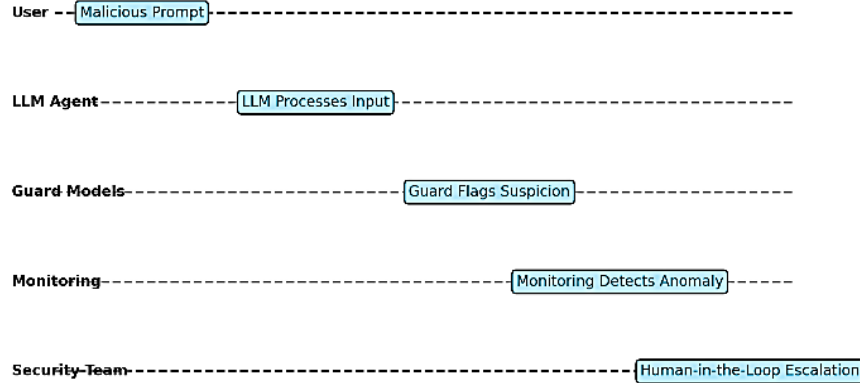 User Malicious Prompt
LLM Agent LLM Processes Input
Guard Models Guard Flags Suspicion
Monitoring Monitoring Detects Anomaly
Security Team Human-in-the-Loop Escalation